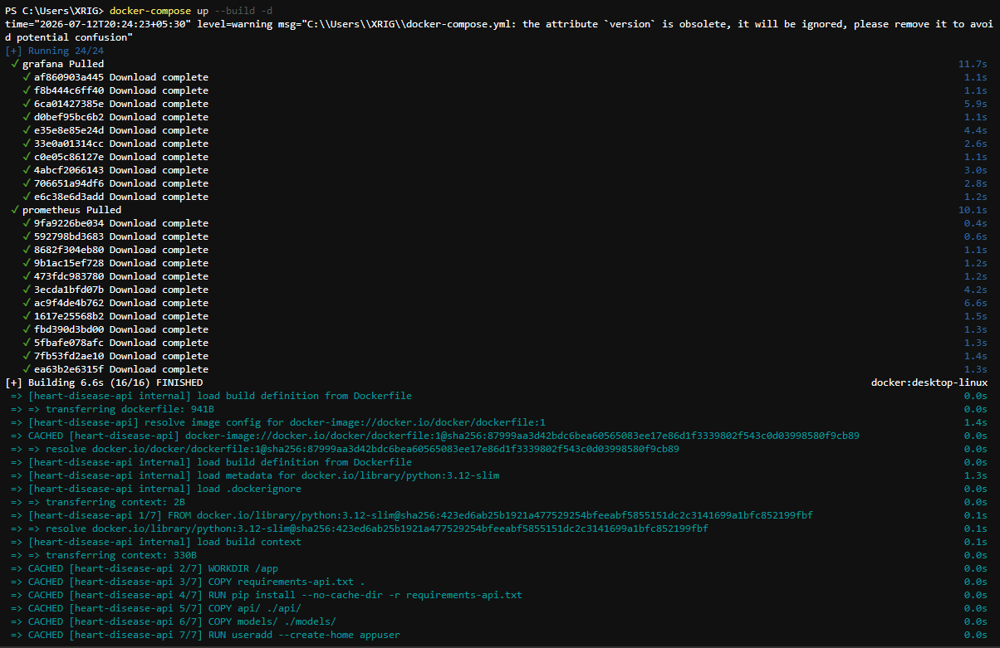 PS C:\Users\XRIG> docker-compose up --build -d
time="2026-07-12T20:24:23+05:30" level=warning msg="C:\\Users\\XRIG\\docker-compose.yml: the attribute `version` is obsolete, it will be ignored, please remove it to avoi
d potential confusion"
[+] Running 24/24
✓ grafana Pulled 11.7s
✓ af860903a445 Download complete 1.1s
✓ f8b444c6ff40 Download complete 1.1s
✓ 6ca01427385e Download complete 5.9s
✓ d0bef95bc6b2 Download complete 1.1s
✓ e35e8e85e24d Download complete 4.4s
✓ 33e0a01314cc Download complete 2.6s
✓ c0e05c86127e Download complete 1.1s
✓ 4abcf2066143 Download complete 3.0s
✓ 706651a94df6 Download complete 2.8s
✓ e6c38e6d3add Download complete 1.2s
✓ prometheus Pulled 10.1s
✓ 9fa9226be034 Download complete 0.4s
✓ 592798bd3683 Download complete 0.6s
✓ 8682f304eb80 Download complete 1.1s
✓ 9b1ac15ef728 Download complete 1.2s
✓ 473fdc983780 Download complete 1.2s
✓ 3ecda1bfd07b Download complete 4.2s
✓ ac9f4de4b762 Download complete 6.6s
✓ 1617e25568b2 Download complete 1.5s
✓ fbd390d3bd00 Download complete 1.3s
✓ 5fbafe078afc Download complete 1.3s
✓ 7fb53fd2ae10 Download complete 1.4s
✓ ea63b2e6315f Download complete 1.3s
[+] Building 6.6s (16/16) FINISHED docker:desktop-linux
=> [heart-disease-api internal] load build definition from Dockerfile 0.0s
=> => transferring dockerfile: 941B 0.0s
=> [heart-disease-api] resolve image config for docker-image://docker.io/docker/dockerfile:1 1.4s
=> CACHED [heart-disease-api] docker-image://docker.io/docker/dockerfile:1@sha256:87999aa3d42bdc6bea60565083ee17e86d1f3339802f543c0d03998580f9cb89 0.0s
=> => resolve docker.io/docker/dockerfile:1@sha256:87999aa3d42bdc6bea60565083ee17e86d1f3339802f543c0d03998580f9cb89 0.0s
=> [heart-disease-api internal] load build definition from Dockerfile 0.0s
=> [heart-disease-api internal] load metadata for docker.io/library/python:3.12-slim 1.3s
=> [heart-disease-api internal] load .dockerignore 0.0s
=> => transferring context: 2B 0.0s
=> [heart-disease-api 1/7] FROM docker.io/library/python:3.12-slim@sha256:423ed6ab25b1921a477529254bfeeabf5855151dc2c3141699a1bfc852199fbf 0.1s
=> => resolve docker.io/library/python:3.12-slim@sha256:423ed6ab25b1921a477529254bfeeabf5855151dc2c3141699a1bfc852199fbf 0.1s
=> [heart-disease-api internal] load build context 0.1s
=> => transferring context: 330B 0.0s
=> CACHED [heart-disease-api 2/7] WORKDIR /app 0.0s
=> CACHED [heart-disease-api 3/7] COPY requirements-api.txt . 0.0s
=> CACHED [heart-disease-api 4/7] RUN pip install --no-cache-dir -r requirements-api.txt 0.0s
=> CACHED [heart-disease-api 5/7] COPY api/ ./api/ 0.0s
=> CACHED [heart-disease-api 6/7] COPY models/ ./models/ 0.0s
=> CACHED [heart-disease-api 7/7] RUN useradd --create-home appuser 0.0s